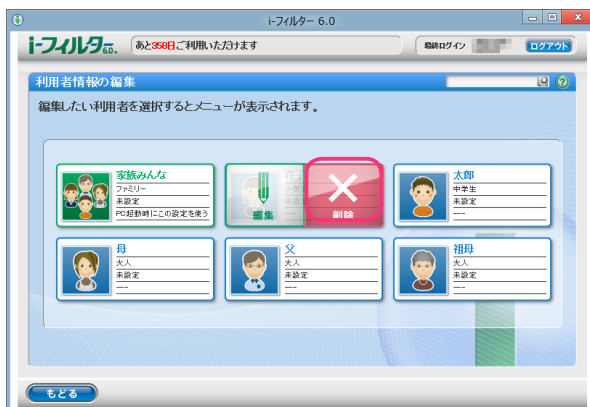 i-フィルター 6.0
i-フィルター6.0. あと358日ご利用いただけます 最終ログイン ログアウト
利用者情報の編集
編集したい利用者を選択するとメニューが表示されます。
家族みんな
ファミリー
未設定
PC起動時にこの設定を使う
編集
削除
太郎
中学生
未設定
---
母
大人
未設定
---
父
大人
未設定
---
祖母
大人
未設定
---
もどる